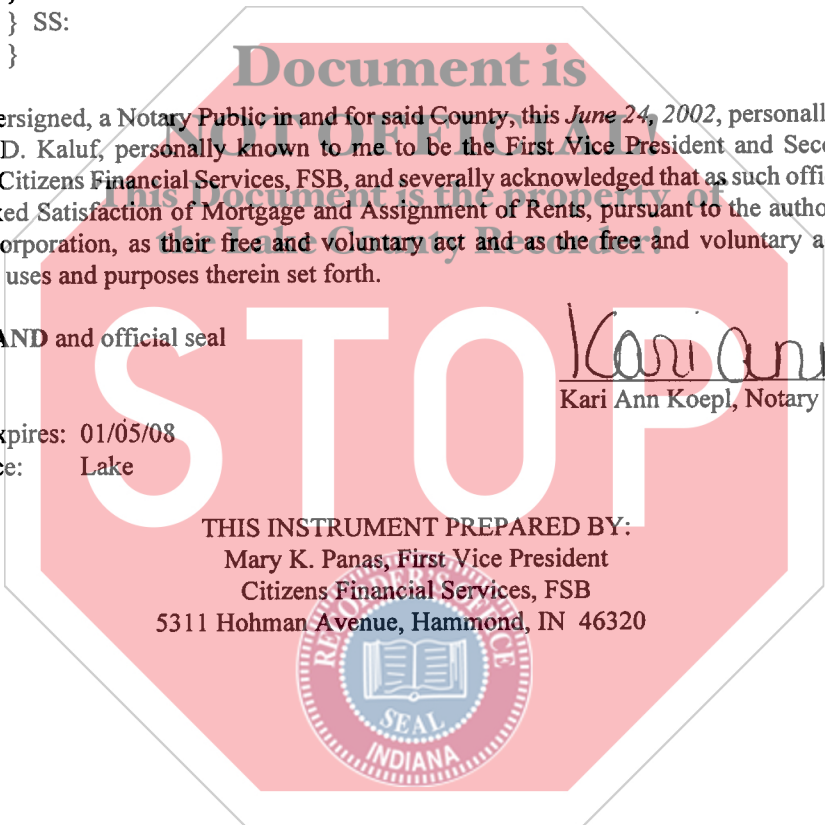 } SS:
}
Document is
NOT OFFICIAL!
ersigned, a Notary Public in and for said County, this June 24, 2002, personall
D. Kaluf, personally known to me to be the First Vice President and Seco
Citizens Financial Services, FSB, and severally acknowledged that as such offi
This Document is the property of
ked Satisfaction of Mortgage and Assignment of Rents, pursuant to the autho
the Lake County Recorder!
orporation, as their free and voluntary act and as the free and voluntary a
uses and purposes therein set forth.
STOP
AND and official seal
Kari Ann
Kari Ann Koepl, Notary
xpires: 01/05/08
ce: Lake
THIS INSTRUMENT PREPARED BY:
Mary K. Panas, First Vice President
Citizens Financial Services, FSB
5311 Hohman Avenue, Hammond, IN 46320
RECORDER'S OFFICE
SEAL
INDIANA